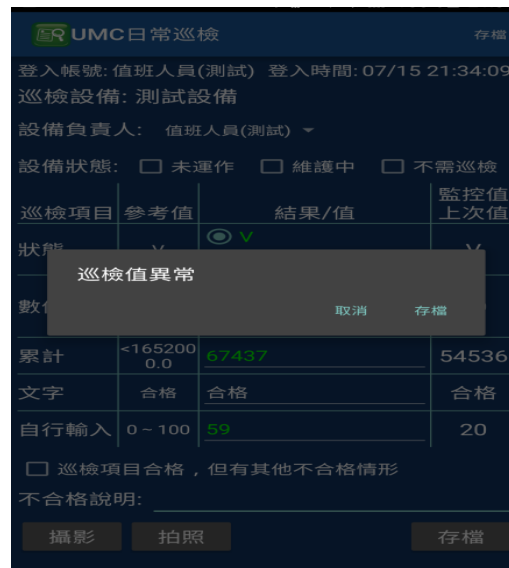 ER UMC日常巡檢 存檔
登入帳號: 值班人員(測試) 登入時間: 07/15 21:34:09
巡檢設備: 測試設備
設備負責人: 值班人員(測試)
設備狀態: 未運作 維護中 不需巡檢
巡檢項目 參考值 結果/值 監控值
上次值
狀態 V V V
巡檢值異常
數
取消 存檔
累計 <165200
0.0 67437 54536
文字 合格 合格 合格
自行輸入 0~100 59 20
巡檢項目合格，但有其他不合格情形
不合格說明:
攝影 拍照 存檔